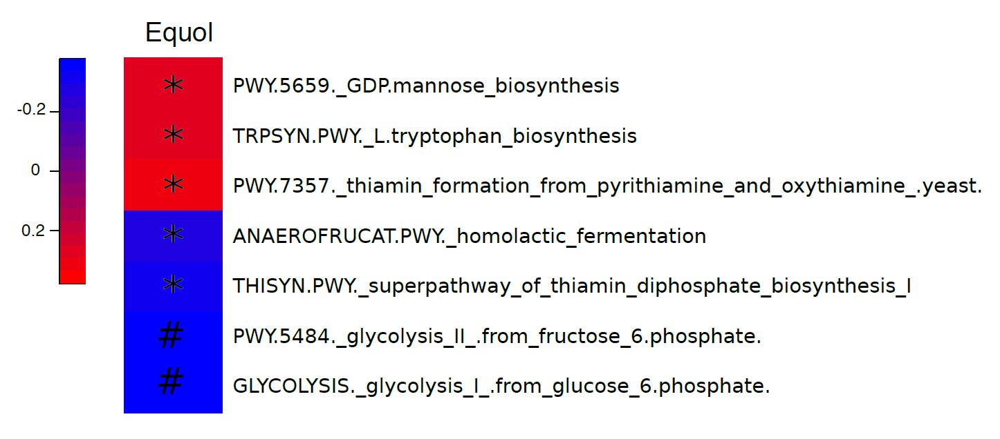 Equol
-0.2
0
0.2
* PWY.5659._GDP.mannose_biosynthesis
* TRPSYN.PWY._L.tryptophan_biosynthesis
* PWY.7357._thiamin_formation_from_pyrithiamine_and_oxythiamine_.yeast.
* ANAEROFRUCAT.PWY._homolactic_fermentation
* THISYN.PWY._superpathway_of_thiamin_diphosphate_biosynthesis_I
# PWY.5484._glycolysis_II_.from_fructose_6.phosphate.
# GLYCOLYSIS._glycolysis_I_.from_glucose_6.phosphate.